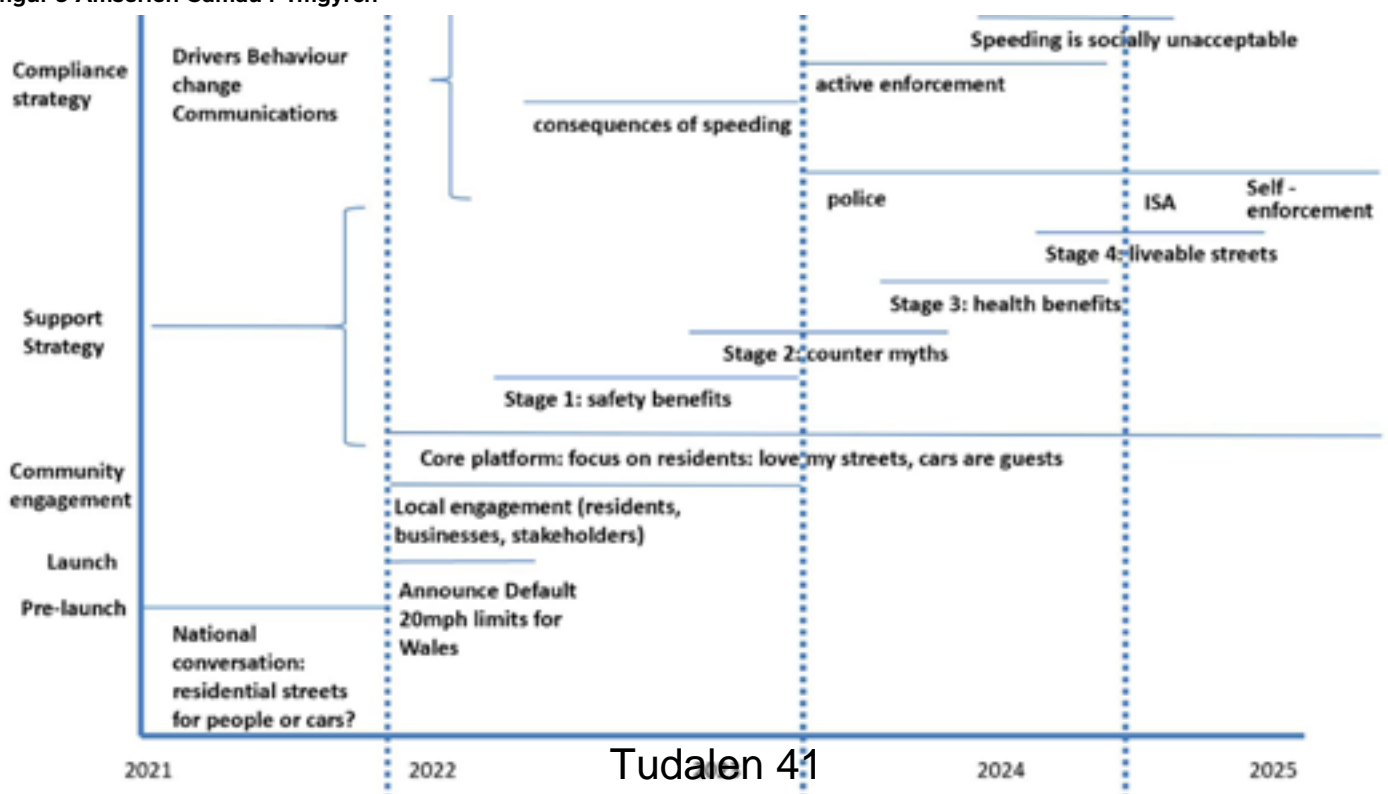 Speeding is socially unacceptable
Compliance
strategy
Drivers Behaviour
change
Communications
active enforcement
consequences of speeding
police
ISA
Self -
enforcement
Stage 4: liveable streets
Stage 3: health benefits
Support
Strategy
Stage 2: counter myths
Stage 1: safety benefits
Core platform: focus on residents: love my streets, cars are guests
Community
engagement
Local engagement (residents,
businesses, stakeholders)
Launch
Announce Default
20mph limits for
Wales
Pre-launch
National
conversation:
residential streets
for people or cars?
2021
2022
Tudalen 41
2024
2025